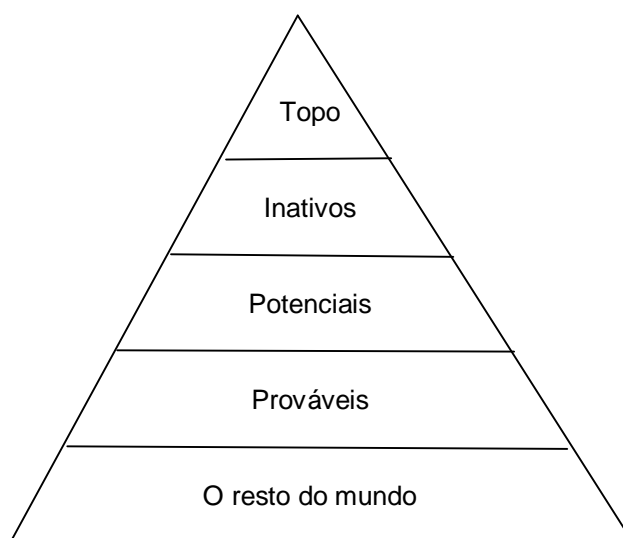 Topo
Inativos
Potenciais
Prováveis
O resto do mundo